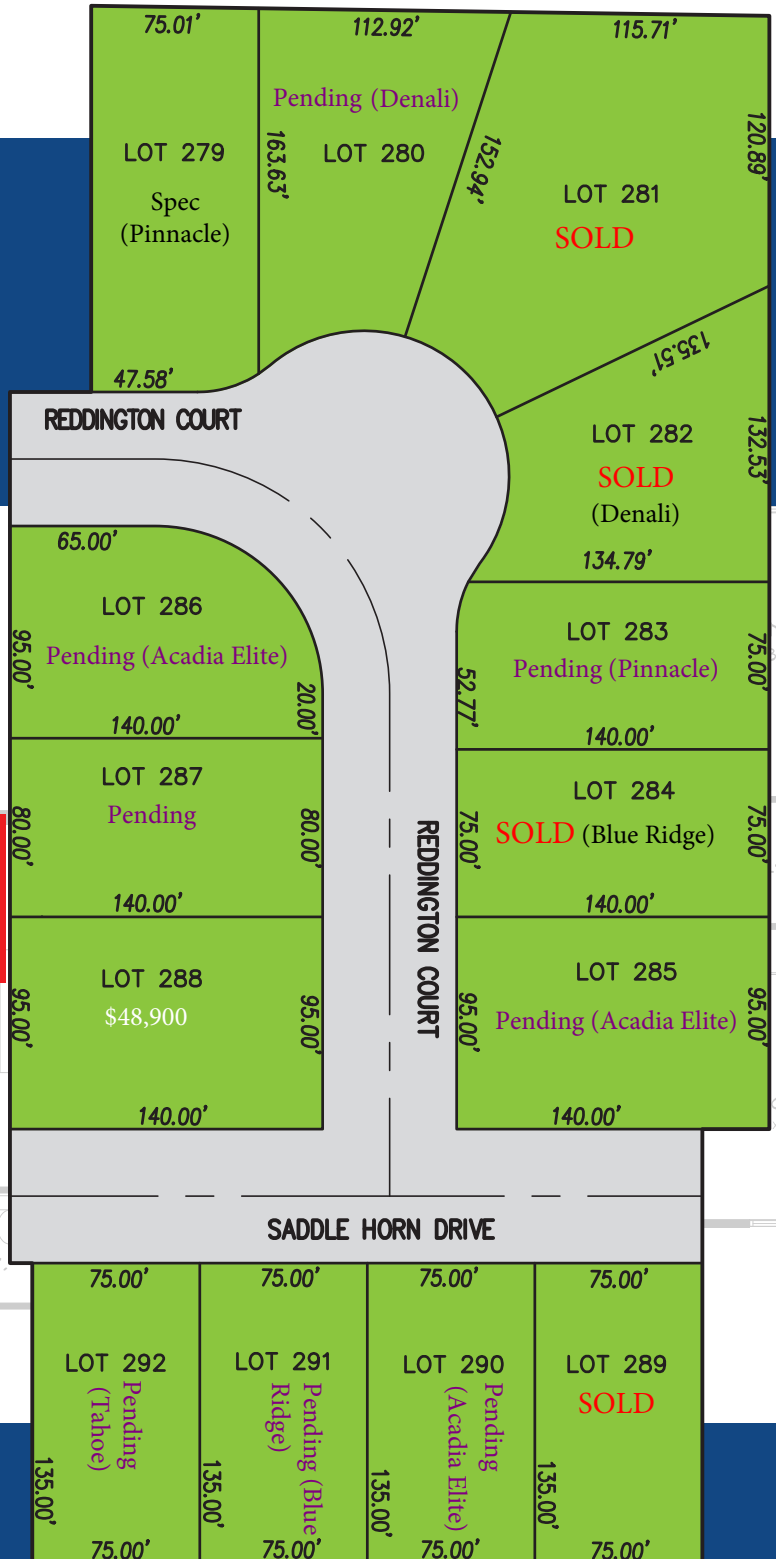 75.01'
112.92'
115.71'
Pending (Denali)
LOT 279
Spec
(Pinnacle)
163.63'
LOT 280
152.94'
120.89'
LOT 281
SOLD
47.58'
135.51'
REDDINGTON COURT
LOT 282
SOLD
(Denali)
132.53'
134.79'
65.00'
LOT 286
Pending (Acadia Elite)
95.00'
20.00'
140.00'
LOT 283
Pending (Pinnacle)
52.77'
75.00'
140.00'
LOT 287
Pending
80.00'
80.00'
140.00'
REDDINGTON COURT
LOT 284
SOLD (Blue Ridge)
75.00'
75.00'
140.00'
LOT 288
$48,900
95.00'
95.00'
140.00'
LOT 285
Pending (Acadia Elite)
95.00'
95.00'
140.00'
SADDLE HORN DRIVE
75.00'
75.00'
75.00'
75.00'
LOT 292
Pending
(Tahoe)
135.00'
75.00'
LOT 291
Pending (Blue
Ridge)
135.00'
75.00'
LOT 290
Pending
(Acadia Elite)
135.00'
75.00'
LOT 289
SOLD
135.00'
75.00'